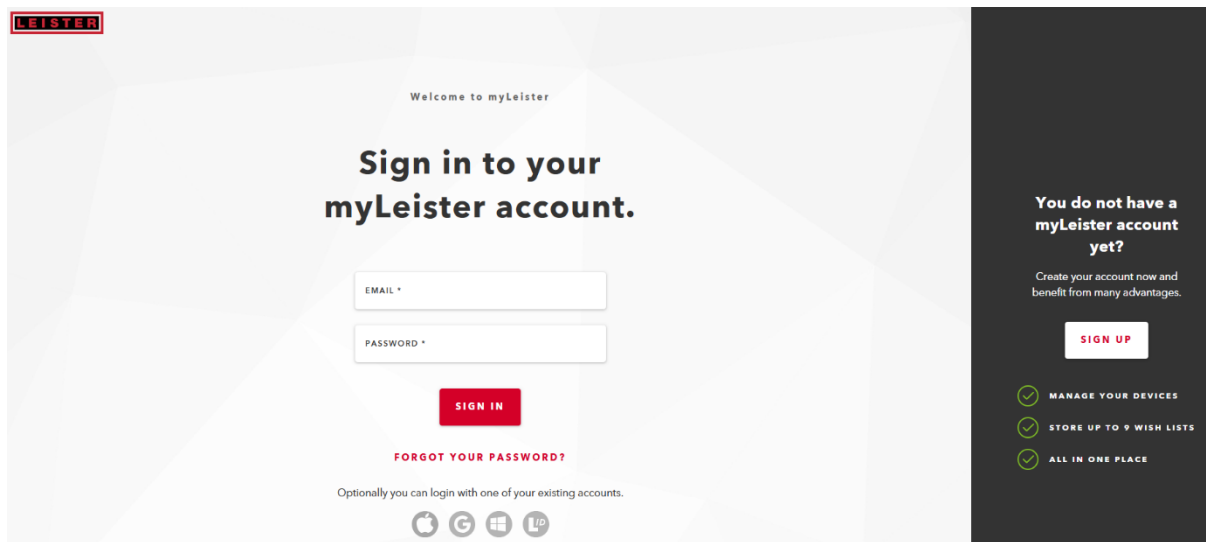 LEISTER
Welcome to myLeister
Sign in to your
myLeister account.
EMAIL *
PASSWORD *
SIGN IN
FORGOT YOUR PASSWORD?
Optionally you can login with one of your existing accounts.
G
LID
You do not have a
myLeister account
yet?
Create your account now and
benefit from many advantages.
SIGN UP
MANAGE YOUR DEVICES
STORE UP TO 9 WISH LISTS
ALL IN ONE PLACE